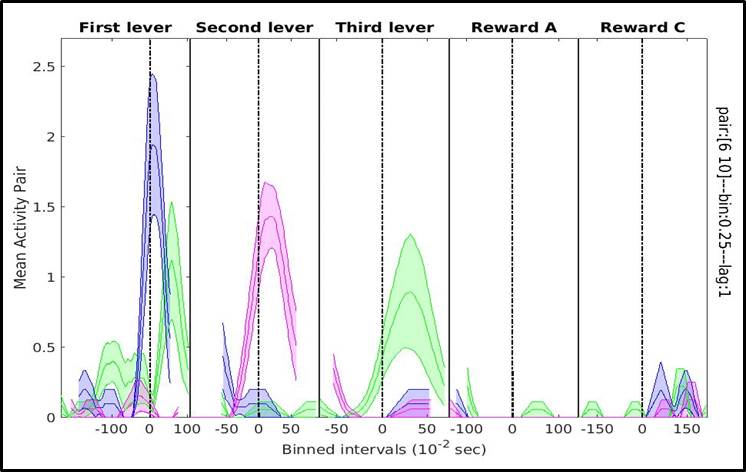 First lever Second lever Third lever Reward A Reward C
2.5
2
1.5
1
0.5
0
Mean Activity Pair
-100 0 100 -50 0 50 -50 0 50 -100 0 100 -150 0 150
Binned intervals (10-2 sec)
pair:[6 10]---bin:0.25---lag:1